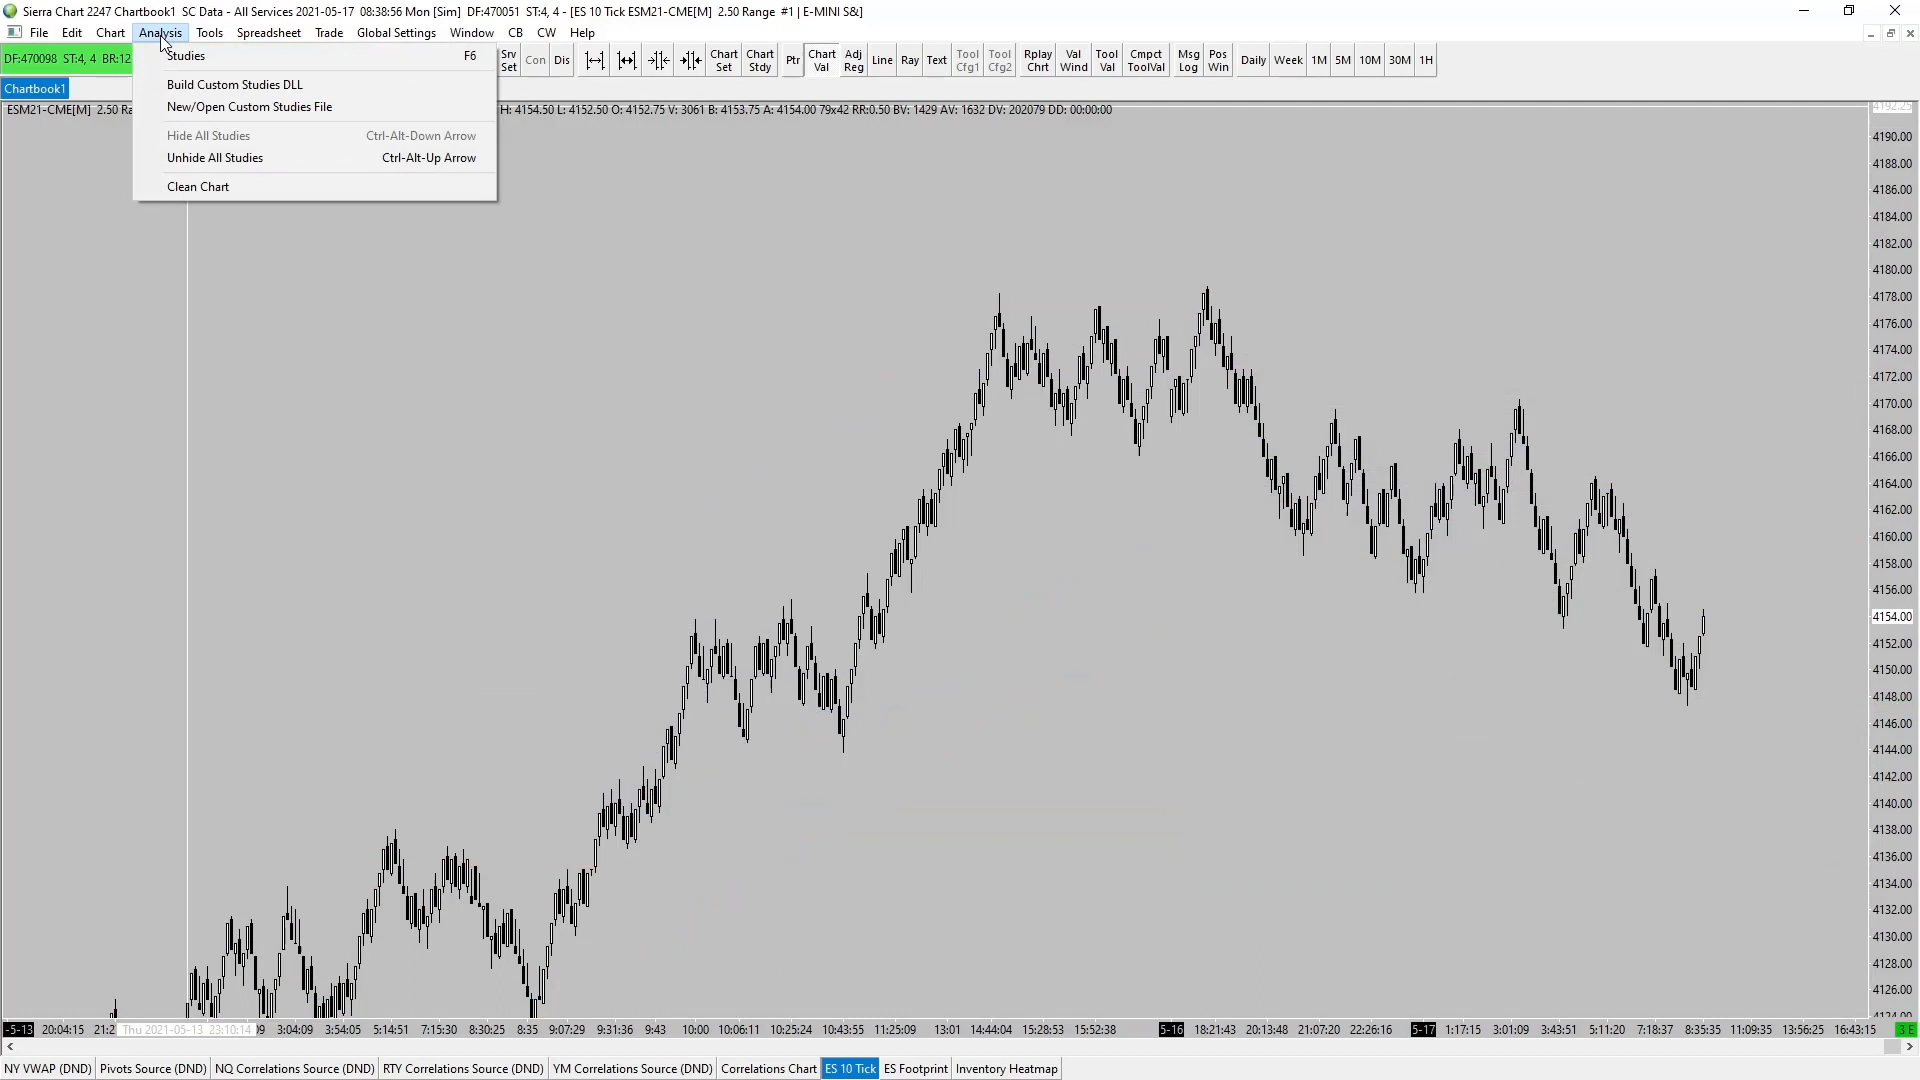 Sierra Chart 2247 Chartbook1  SC Data - All Services 2021-05-17  08:38:56 Mon [Sim]  DF:470051  ST:4, 4 - [ES 10 Tick ESM21-CME[M]  2.50 Range  #1 | E-MINI S&]
File Edit Chart Analysis Tools Spreadsheet Trade Global Settings Window CB CW Help
DF:470098  ST:4, 4  BR:12
Srv Set Con Dis Chart Set Chart Stdy Ptr Chart Val Adj Reg Line Ray Text Tool Cfg1 Tool Cfg2 Rplay Chrt Val Wind Tool Val Cmpct ToolVal Msg Log Pos Win Daily Week 1M 5M 10M 30M 1H
Studies F6
Build Custom Studies DLL
New/Open Custom Studies File
Hide All Studies Ctrl-Alt-Down Arrow
Unhide All Studies Ctrl-Alt-Up Arrow
Clean Chart
Chartbook1
ESM21-CME[M]  2.50 Ra
H: 4154.50 L: 4152.50 O: 4152.75 V: 3061 B: 4153.75 A: 4154.00 79x42 RR:0.50 BV: 1429 AV: 1632 DV: 202079 DD: 00:00:00
4192.25
4190.00
4188.00
4186.00
4184.00
4182.00
4180.00
4178.00
4176.00
4174.00
4172.00
4170.00
4168.00
4166.00
4164.00
4162.00
4160.00
4158.00
4156.00
4154.00
4152.00
4150.00
4148.00
4146.00
4144.00
4142.00
4140.00
4138.00
4136.00
4134.00
4132.00
4130.00
4128.00
4126.00
4124.00
-5-13 20:04:15 21:2 Thu 2021-05-13  23:10:14 09 3:04:09 3:54:05 5:14:51 7:15:30 8:30:25 8:35 9:07:29 9:31:36 9:43 10:00 10:06:11 10:25:24 10:43:55 11:25:09 13:01 14:44:04 15:28:53 15:52:38 5-16 18:21:43 20:13:48 21:07:20 22:26:16 5-17 1:17:15 3:01:09 3:43:51 5:11:20 7:18:37 8:35:35 11:09:35 13:56:25 16:43:15 3 E
NY VWAP (DND) Pivots Source (DND) NQ Correlations Source (DND) RTY Correlations Source (DND) YM Correlations Source (DND) Correlations Chart ES 10 Tick ES Footprint Inventory Heatmap